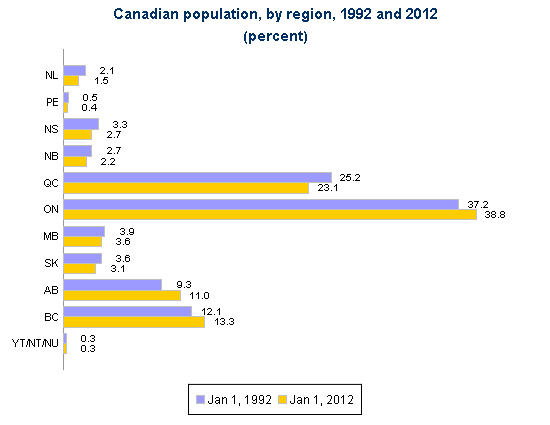 Canadian population, by region, 1992 and 2012
(percent)
NL 2.1
1.5
PE 0.5
0.4
NS 3.3
2.7
NB 2.7
2.2
QC 25.2
23.1
ON 37.2
38.8
MB 3.9
3.6
SK 3.6
3.1
AB 9.3
11.0
BC 12.1
13.3
YT/NT/NU 0.3
0.3
Jan 1, 1992 Jan 1, 2012